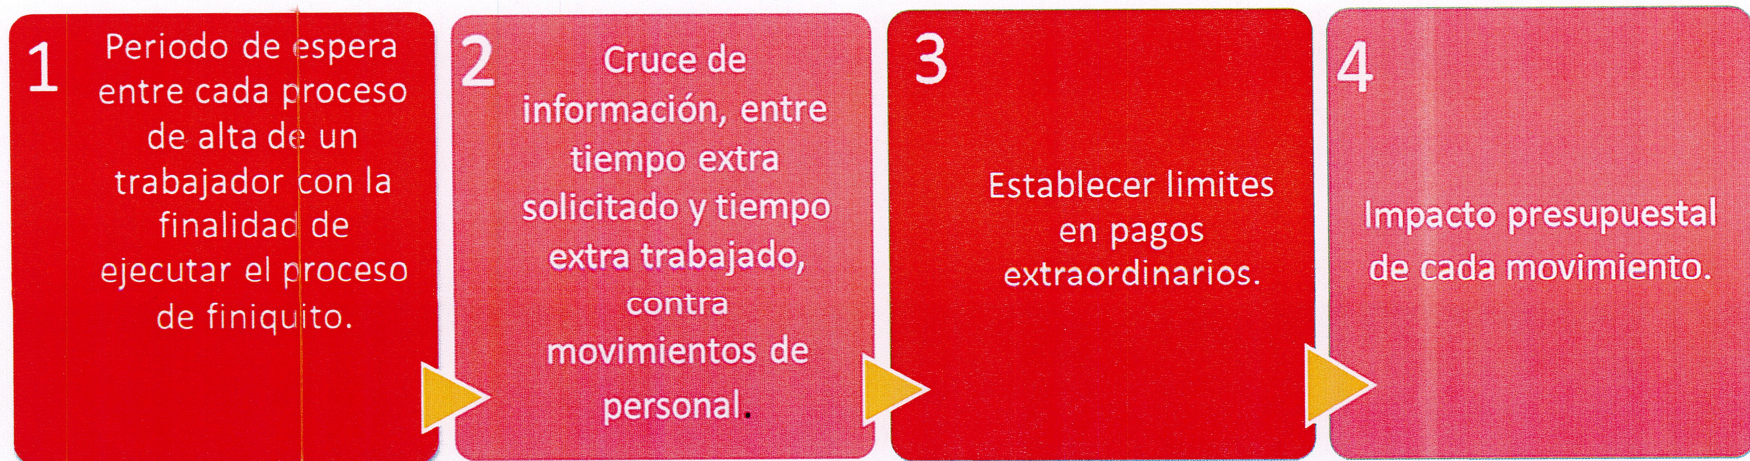 1
Periodo de espera
entre cada proceso
de alta de un
trabajador con la
finalidad de
ejecutar el proceso
de finiquito.
2
Cruce de
información, entre
tiempo extra
solicitado y tiempo
extra trabajado,
contra
movimientos de
personal.
3
Establecer limites
en pagos
extraordinarios.
4
Impacto presupuestal
de cada movimiento.